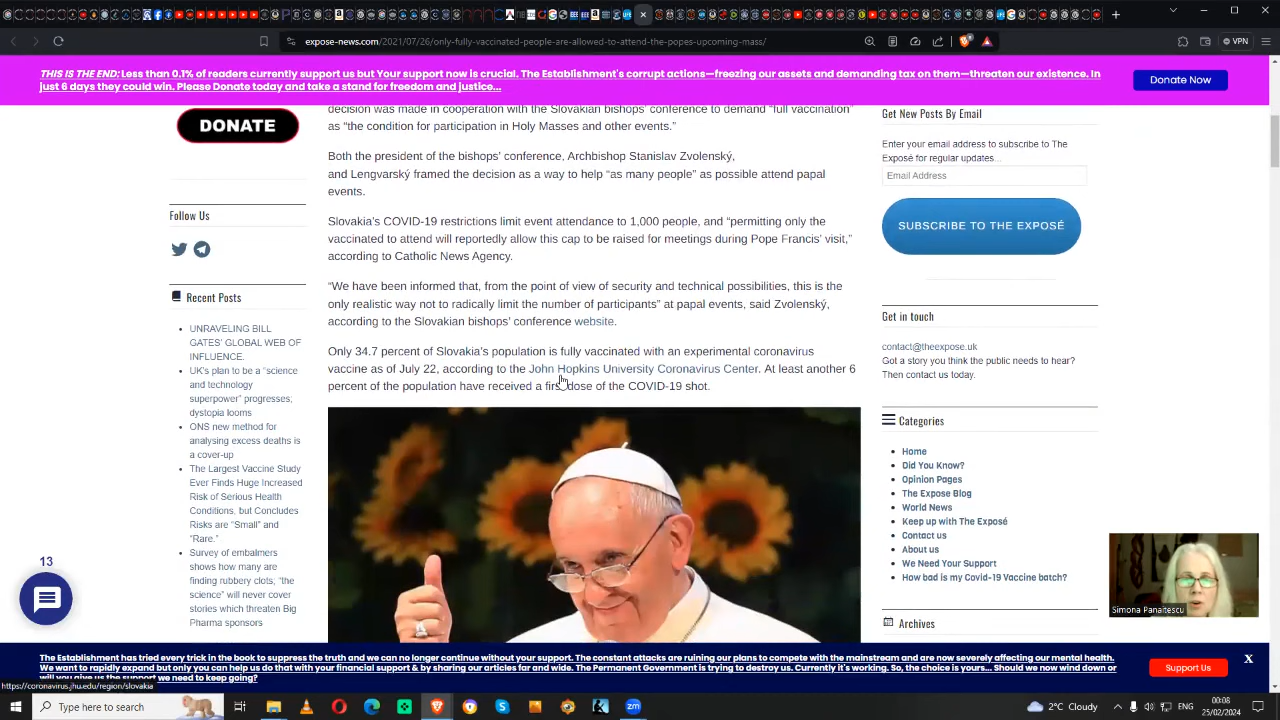 expose-news.com/2021/07/26/only-fully-vaccinated-people-are-allowed-to-attend-the-popes-upcoming-mass/
VPN
THIS IS THE END: Less than 0.1% of readers currently support us but Your support now is crucial. The Establishment's corrupt actions—freezing our assets and demanding tax on them—threaten our existence. In
just 6 days they could win. Please Donate today and take a stand for freedom and justice...
Donate Now
DONATE
Follow Us
Recent Posts
UNRAVELING BILL
GATES' GLOBAL WEB OF
INFLUENCE.
UK's plan to be a “science
and technology
superpower” progresses;
dystopia looms
ONS new method for
analysing excess deaths is
a cover-up
The Largest Vaccine Study
Ever Finds Huge Increased
Risk of Serious Health
Conditions, but Concludes
Risks are “Small” and
“Rare.”
Survey of embalmers
shows how many are
finding rubbery clots; “the
science” will never cover
stories which threaten Big
Pharma sponsors
13
decision was made in cooperation with the Slovakian bishops’ conference to demand “full vaccination”
as “the condition for participation in Holy Masses and other events.”
Both the president of the bishops’ conference, Archbishop Stanislav Zvolenský,
and Lengvarský framed the decision as a way to help “as many people” as possible attend papal
events.
Slovakia’s COVID-19 restrictions limit event attendance to 1,000 people, and “permitting only the
vaccinated to attend will reportedly allow this cap to be raised for meetings during Pope Francis’ visit,”
according to Catholic News Agency.
“We have been informed that, from the point of view of security and technical possibilities, this is the
only realistic way not to radically limit the number of participants” at papal events, said Zvolenský,
according to the Slovakian bishops’ conference website.
Only 34.7 percent of Slovakia’s population is fully vaccinated with an experimental coronavirus
vaccine as of July 22, according to the John Hopkins University Coronavirus Center. At least another 6
percent of the population have received a first dose of the COVID-19 shot.
Get New Posts By Email
Enter your email address to subscribe to The
Exposé for regular updates...
Email Address
SUBSCRIBE TO THE EXPOSÉ
Get in touch
contact@theexpose.uk
Got a story you think the public needs to hear?
Then contact us today.
Categories
Home
Did You Know?
Opinion Pages
The Expose Blog
World News
Keep up with The Exposé
Contact us
About us
We Need Your Support
How bad is my Covid-19 Vaccine batch?
Archives
Simona Panaitescu
The Establishment has tried every trick in the book to suppress the truth and we can no longer continue without your support. The constant attacks are ruining our plans to compete with the mainstream and are now severely affecting our mental health.
We want to rapidly expand but only you can help us do that with your financial support & by sharing our articles far and wide. The Permanent Government's is trying to destroy us. Currently it's working. So, the choice is yours... Should we now wind down or
will you give us the support we need to keep going?
Support Us
X
https://coronavirus.jhu.edu/region/slovakia
Type here to search
2°C Cloudy
ENG
00:08
25/02/2024